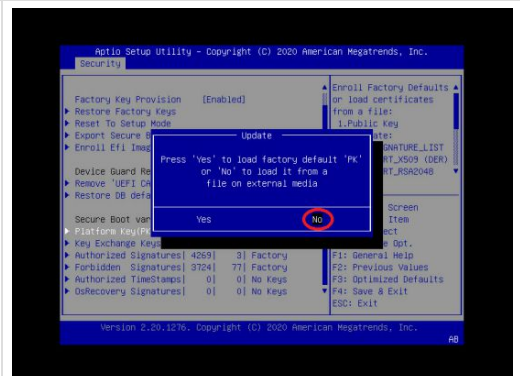 Aptio Setup Utility – Copyright (C) 2020 American Megatrends, Inc.
Security
Factory Key Provision [Enabled]
▶ Restore Factory Keys
▶ Reset To Setup Mode
▶ Export Secure B
▶ Enroll Efi Imag
Device Guard Re
▶ Remove 'UEFI CA
▶ Restore DB defa
Secure Boot var
▶ Platform Key(PK
▶ Key Exchange Keys
▶ Authorized Signatures| 4269| 3| Factory
▶ Forbidden Signatures| 3724| 77| Factory
▶ Authorized TimeStamps| 0| 0| No Keys
▶ OsRecovery Signatures| 0| 0| No Keys
Update
Press 'Yes' to load factory default 'PK'
or 'No' to load it from a
file on external media
Yes No
Enroll Factory Defaults
or load certificates
from a file:
1.Public Key
ate:
GNATURE_LIST
RT_X509 (DER)
RT_RSA2048
Screen
Item
ect
e Opt.
F1: General Help
F2: Previous Values
F3: Optimized Defaults
F4: Save & Exit
ESC: Exit
Version 2.20.1276. Copyright (C) 2020 American Megatrends, Inc.
AB